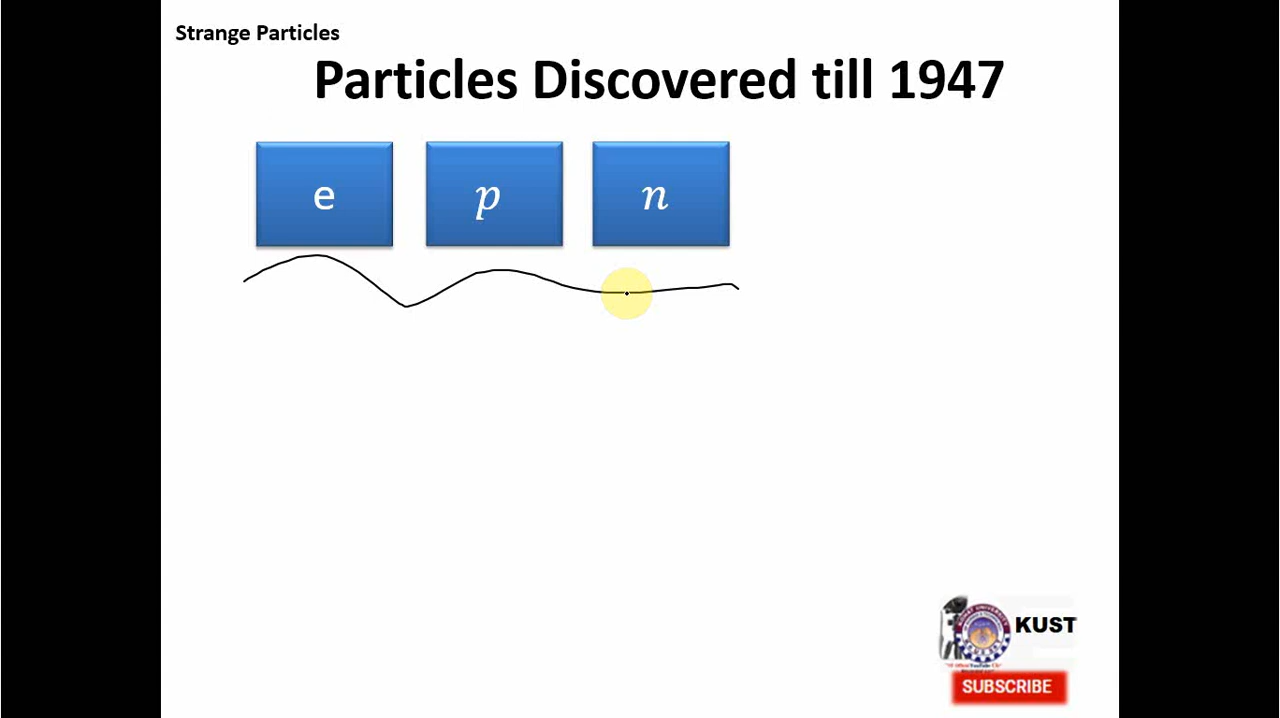 Strange Particles
Particles Discovered till 1947
e p n
KUST
SUBSCRIBE